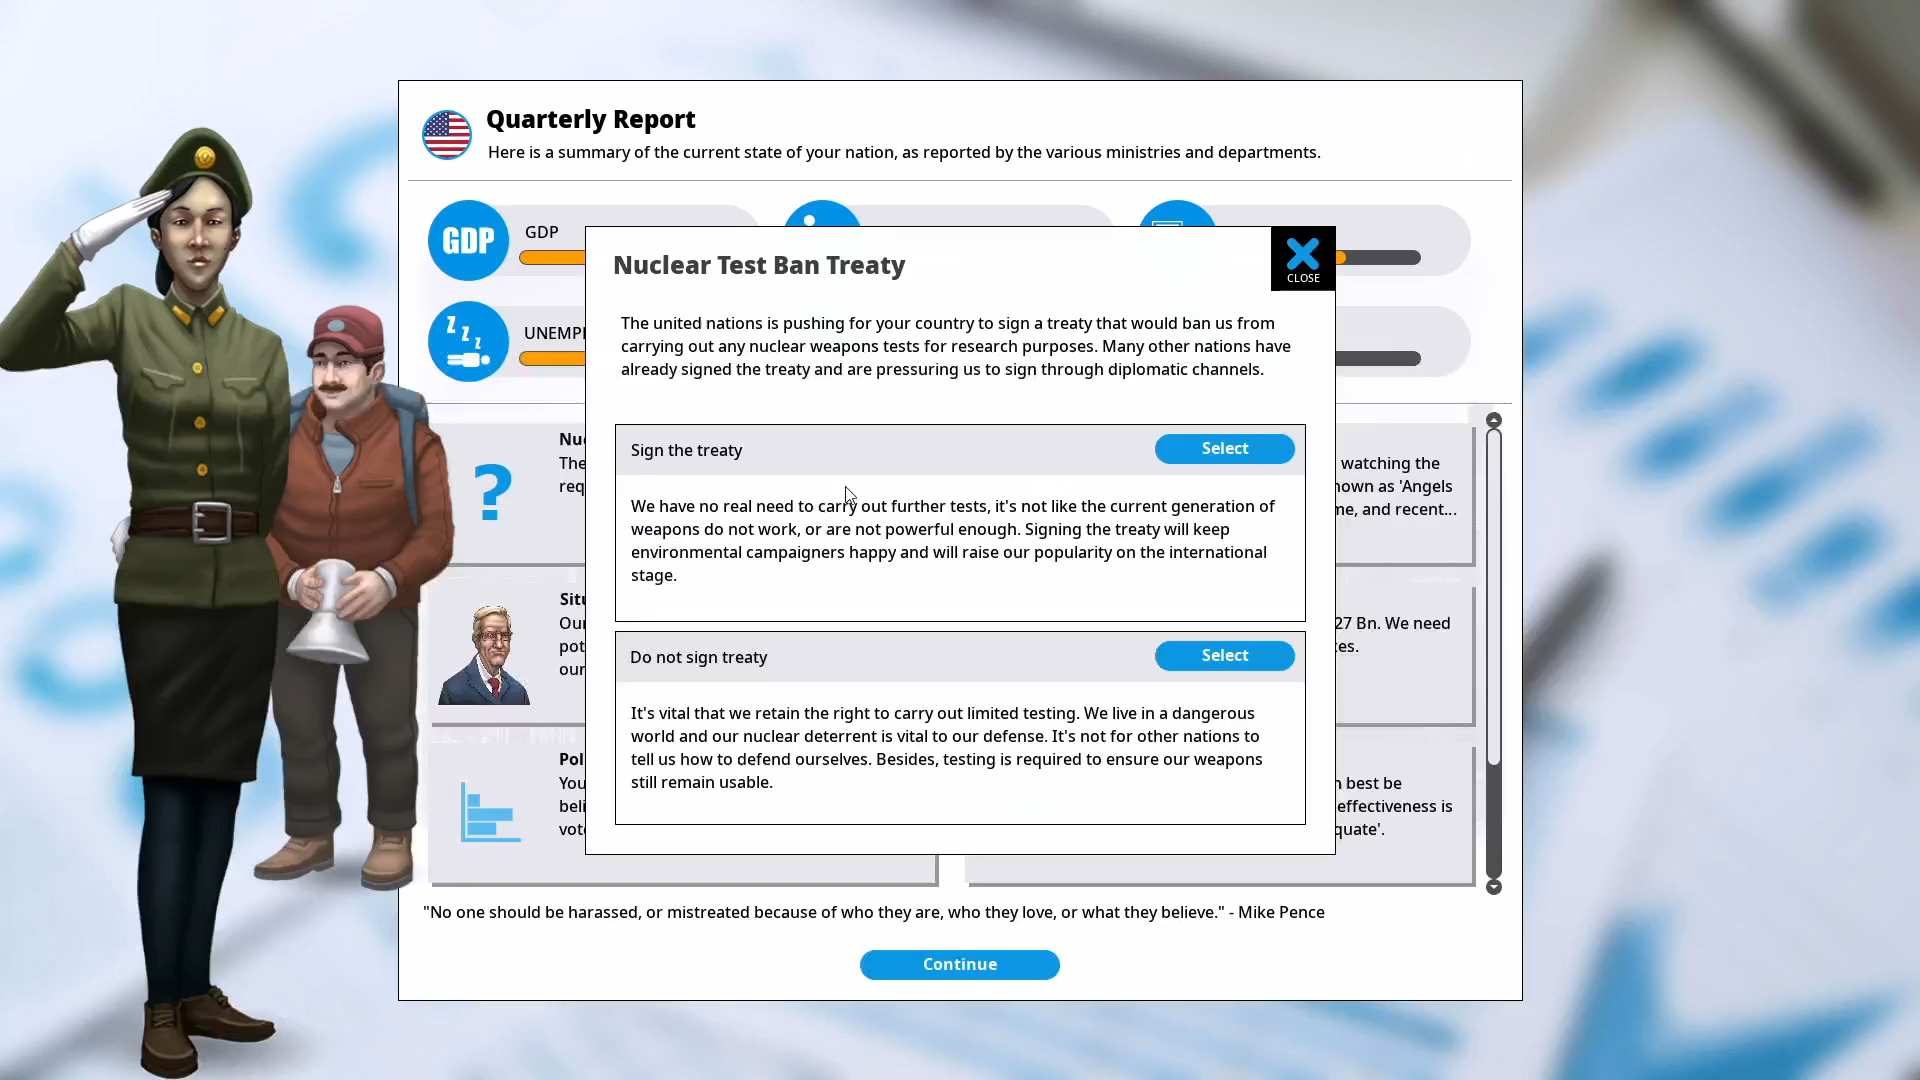 Quarterly Report
Here is a summary of the current state of your nation, as reported by the various ministries and departments.
GDP
GDP
Nuclear Test Ban Treaty
CLOSE
The united nations is pushing for your country to sign a treaty that would ban us from
carrying out any nuclear weapons tests for research purposes. Many other nations have
already signed the treaty and are pressuring us to sign through diplomatic channels.
z z z
Sign the treaty
Select
We have no real need to carry out further tests, it's not like the current generation of
weapons do not work, or are not powerful enough. Signing the treaty will keep
environmental campaigners happy and will raise our popularity on the international
stage.
watching the
'Angels
and recent...
?
Do not sign treaty
Select
It's vital that we retain the right to carry out limited testing. We live in a dangerous
world and our nuclear deterrent is vital to our defense. It's not for other nations to
tell us how to defend ourselves. Besides, testing is required to ensure our weapons
still remain usable.
27 Bn. We need
best be
effectiveness is
"No one should be harassed, or mistreated because of who they are, who they love, or what they believe." - Mike Pence
Continue